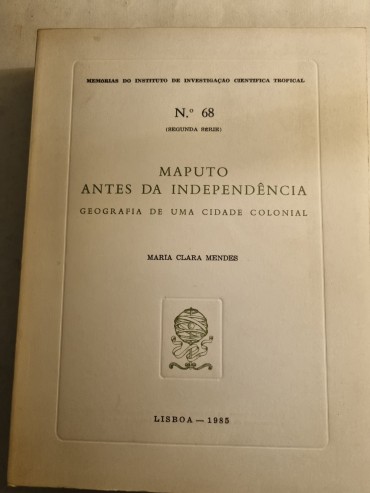 MEMÓRIAS DO INSTITUTO DE INVESTIGAÇÃO CIENTÍFICA TROPICAL
N.º 68
(SEGUNDA SÉRIE)
MAPUTO
ANTES DA INDEPENDÊNCIA
GEOGRAFIA DE UMA CIDADE COLONIAL
MARIA CLARA MENDES
LISBOA — 1985